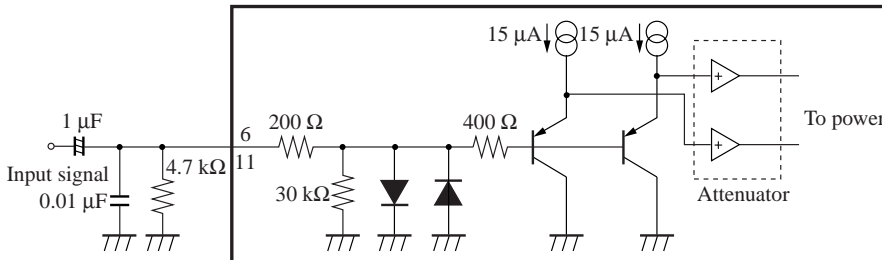 15 μA
15 μA
1 μF
6
11
200 Ω
400 Ω
+
+
To power
Input signal
4.7 kΩ
0.01 μF
30 kΩ
Attenuator